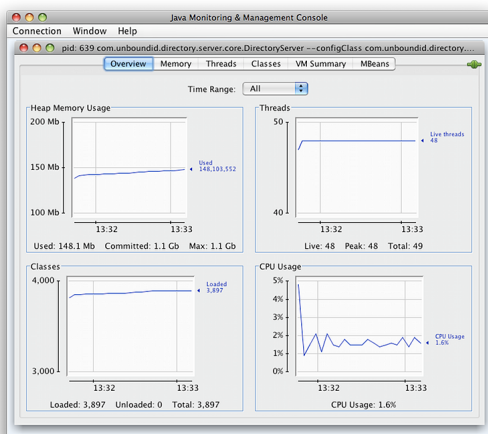 Java Monitoring & Management Console
Connection Window Help
pid: 639 com.unboundid.directory.server.core.DirectoryServer --configClass com.unboundid.directory....
Overview Memory Threads Classes VM Summary MBeans
Time Range: All
Heap Memory Usage
200 Mb
150 Mb
100 Mb
Used
148,103,552
13:32 13:33
Used: 148.1 Mb Committed: 1.1 Gb Max: 1.1 Gb
Threads
50
40
Live threads
48
13:32 13:33
Live: 48 Peak: 48 Total: 49
Classes
4,000
3,000
Loaded
3,897
13:32 13:33
Loaded: 3,897 Unloaded: 0 Total: 3,897
CPU Usage
5%
4%
3%
2%
1%
0%
CPU Usage
1.6%
13:32 13:33
CPU Usage: 1.6%